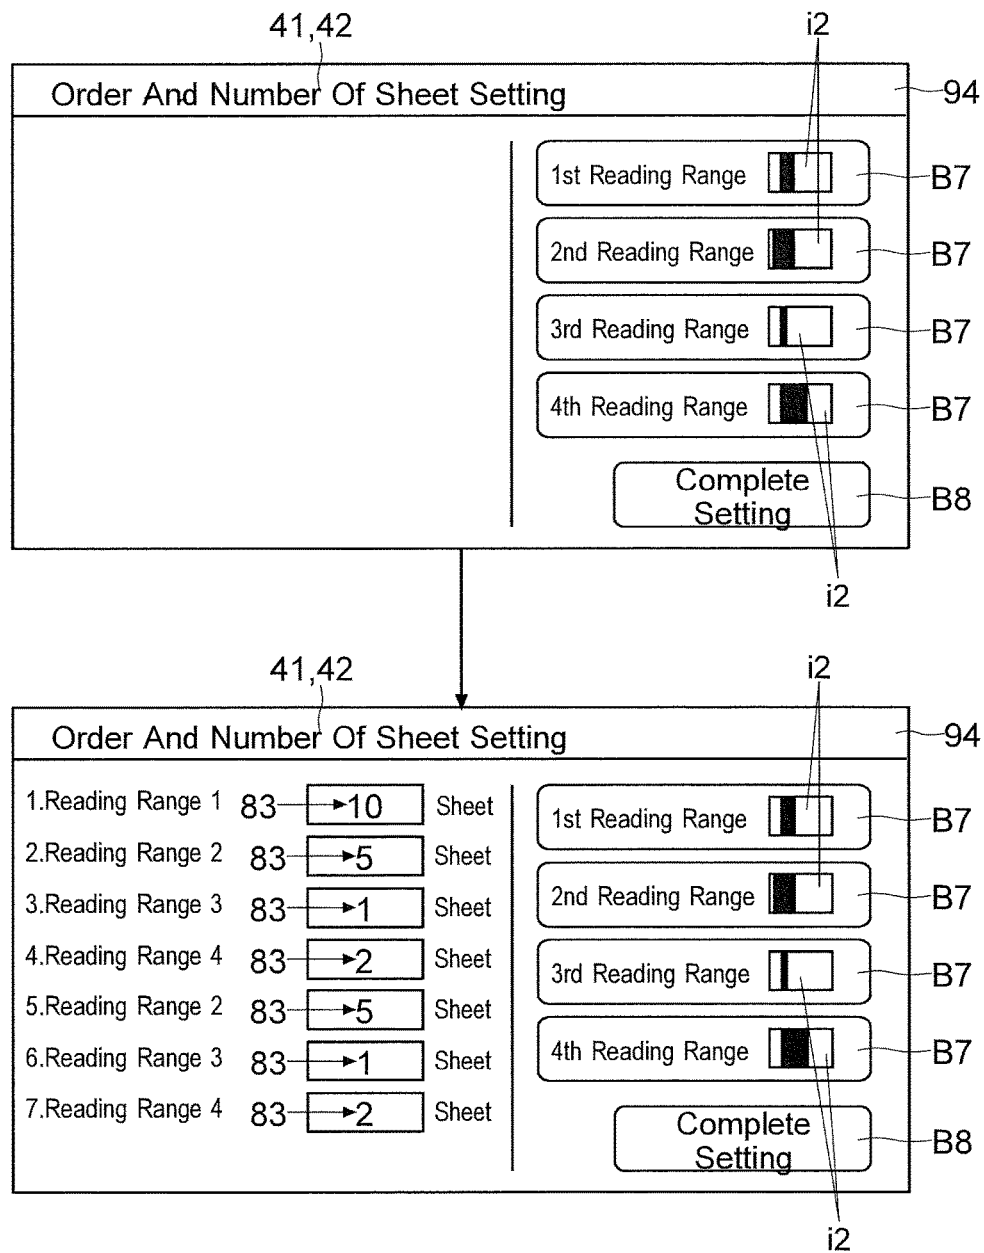 41,42
i2
Order And Number Of Sheet Setting
94
1st Reading Range
B7
2nd Reading Range
B7
3rd Reading Range
B7
4th Reading Range
B7
Complete
Setting
B8
i2
41,42
i2
Order And Number Of Sheet Setting
94
1.Reading Range 1 83 10 Sheet
2.Reading Range 2 83 5 Sheet
3.Reading Range 3 83 1 Sheet
4.Reading Range 4 83 2 Sheet
5.Reading Range 2 83 5 Sheet
6.Reading Range 3 83 1 Sheet
7.Reading Range 4 83 2 Sheet
1st Reading Range
B7
2nd Reading Range
B7
3rd Reading Range
B7
4th Reading Range
B7
Complete
Setting
B8
i2